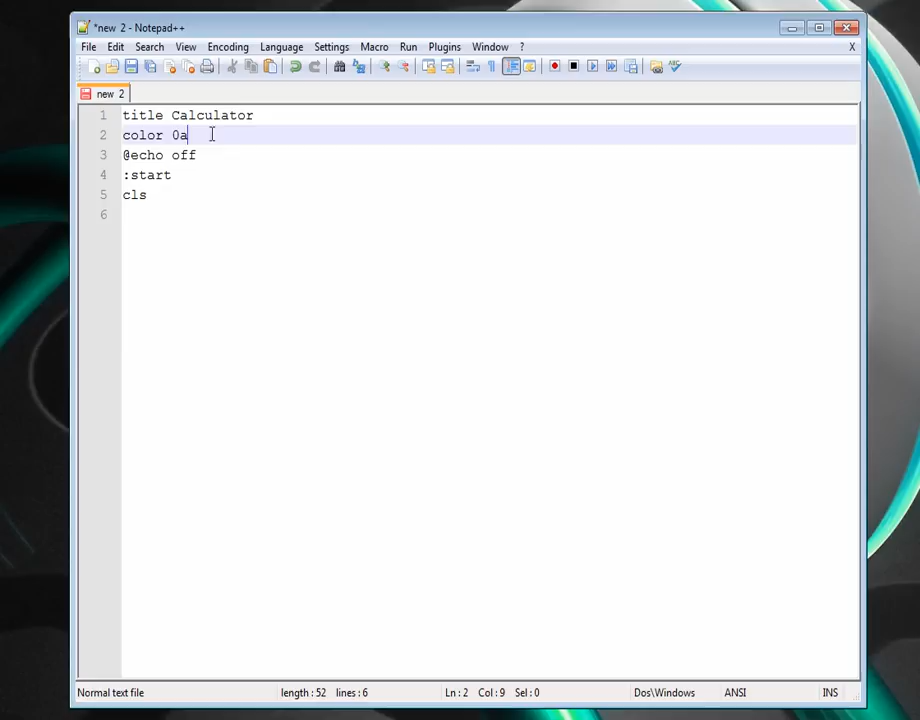 *new 2 - Notepad++
File Edit Search View Encoding Language Settings Macro Run Plugins Window ? X
new 2
1 title Calculator
2 color 0a
3 @echo off
4 :start
5 cls
6
Normal text file length : 52 lines : 6 Ln : 2 Col : 9 Sel : 0 Dos\Windows ANSI INS